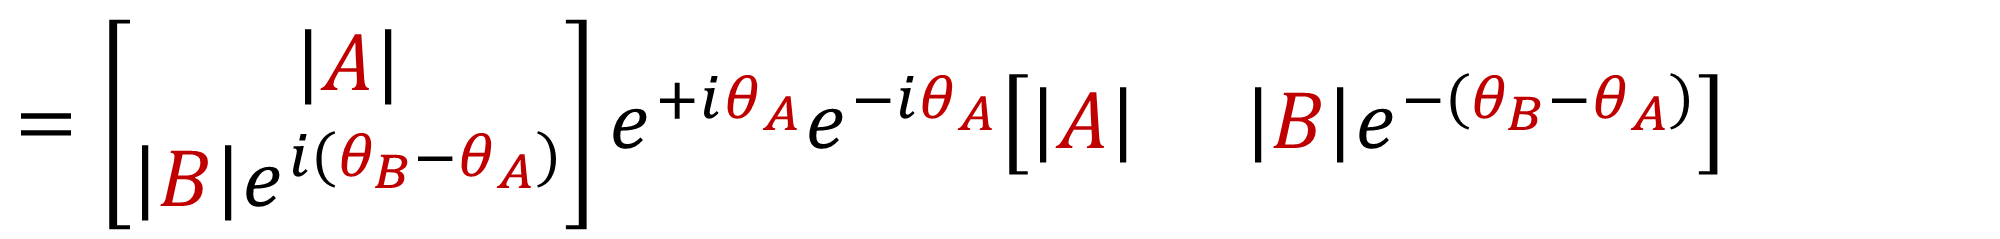 = [ |A| |B|e^{i(θ_B−θ_A)} ] e^{+iθ_A} e^{−iθ_A} [ |A| |B|e^{−(θ_B−θ_A)} ]